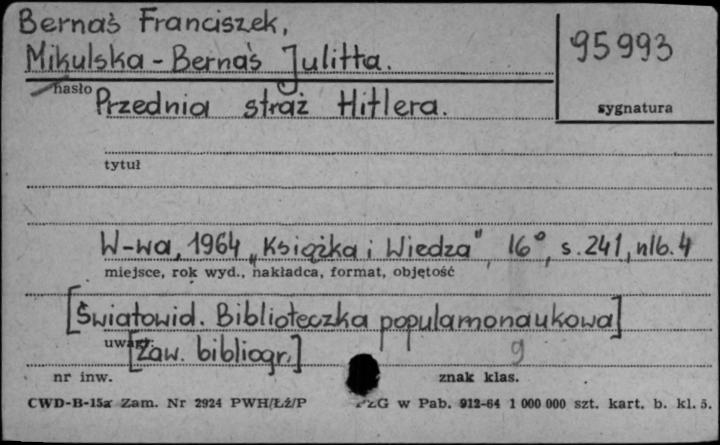 Bernaś Franciszek,
Mikulska-Bernaś Julitta.
95993
hasło
Przednia straż Hitlera.
sygnatura
tytuł
W-wa, 1964 „Książka i Wiedza", 16°, s. 241, nlb. 4
miejsce, rok wyd., nakładca, format, objętość
[Światowid. Biblioteczka popularnonaukowa]
uwagi:
[Zaw. bibliogr.]
9
nr inw.
znak klas.
CWD-B-15a Zam. Nr 2924 PWH/Łż/P
PZG w Pab. 912-64 1 000 000 szt. kart. b. kl. 5.